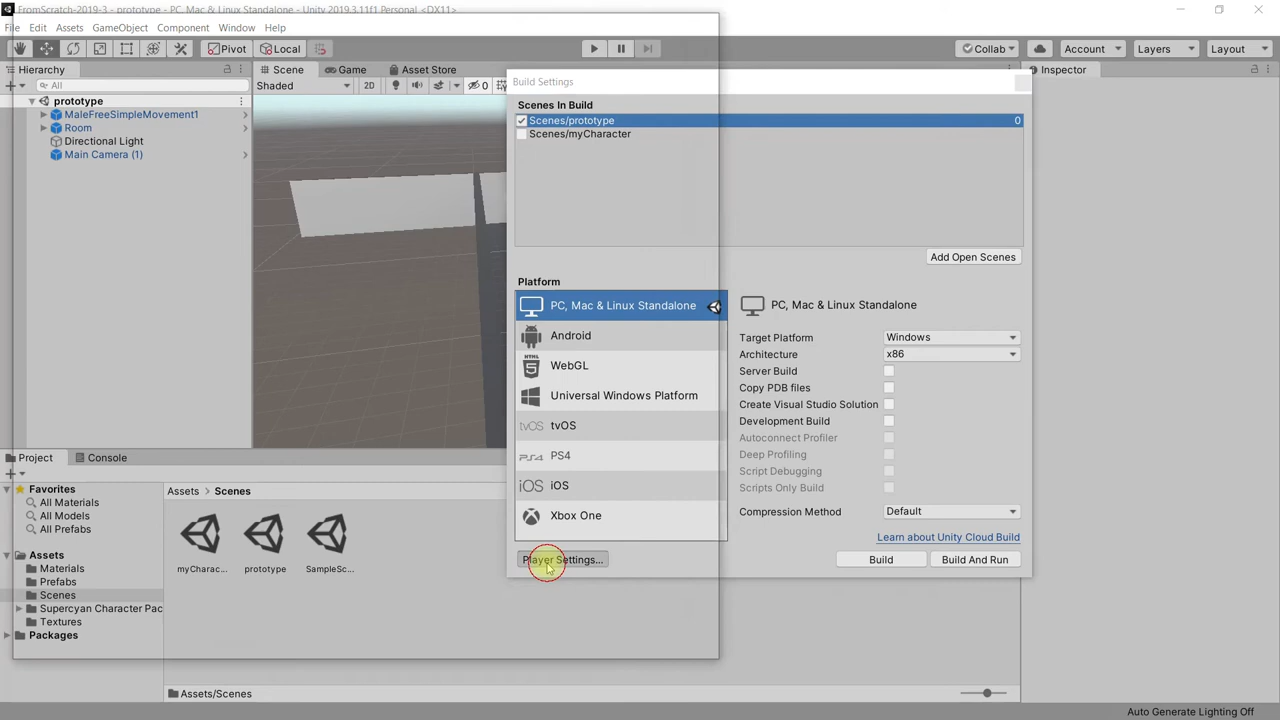 FromScratch-2019-3 - prototype - PC, Mac & Linux Standalone - Unity 2019.3.11f1 Personal <DX11>
File Edit Assets GameObject Component Window Help
Pivot Local Collab Account Layers Layout
Hierarchy
All
prototype
MaleFreeSimpleMovement1
Room
Directional Light
Main Camera (1)
Scene Game Asset Store
Shaded 2D 0
Inspector
Build Settings
Scenes In Build
Scenes/prototype 0
Scenes/myCharacter
Add Open Scenes
Platform
PC, Mac & Linux Standalone
Android
WebGL
HTML
5
Universal Windows Platform
tvOS tvOS
PS4 PS4
iOS iOS
Xbox One
Player Settings...
PC, Mac & Linux Standalone
Target Platform Windows
Architecture x86
Server Build
Copy PDB files
Create Visual Studio Solution
Development Build
Autoconnect Profiler
Deep Profiling
Script Debugging
Scripts Only Build
Compression Method Default
Learn about Unity Cloud Build
Build Build And Run
Project Console
Favorites
All Materials
All Models
All Prefabs
Assets
Materials
Prefabs
Scenes
Supercyan Character Pac
Textures
Packages
Assets > Scenes
myCharac... prototype SampleSc...
Assets/Scenes
Auto Generate Lighting Off